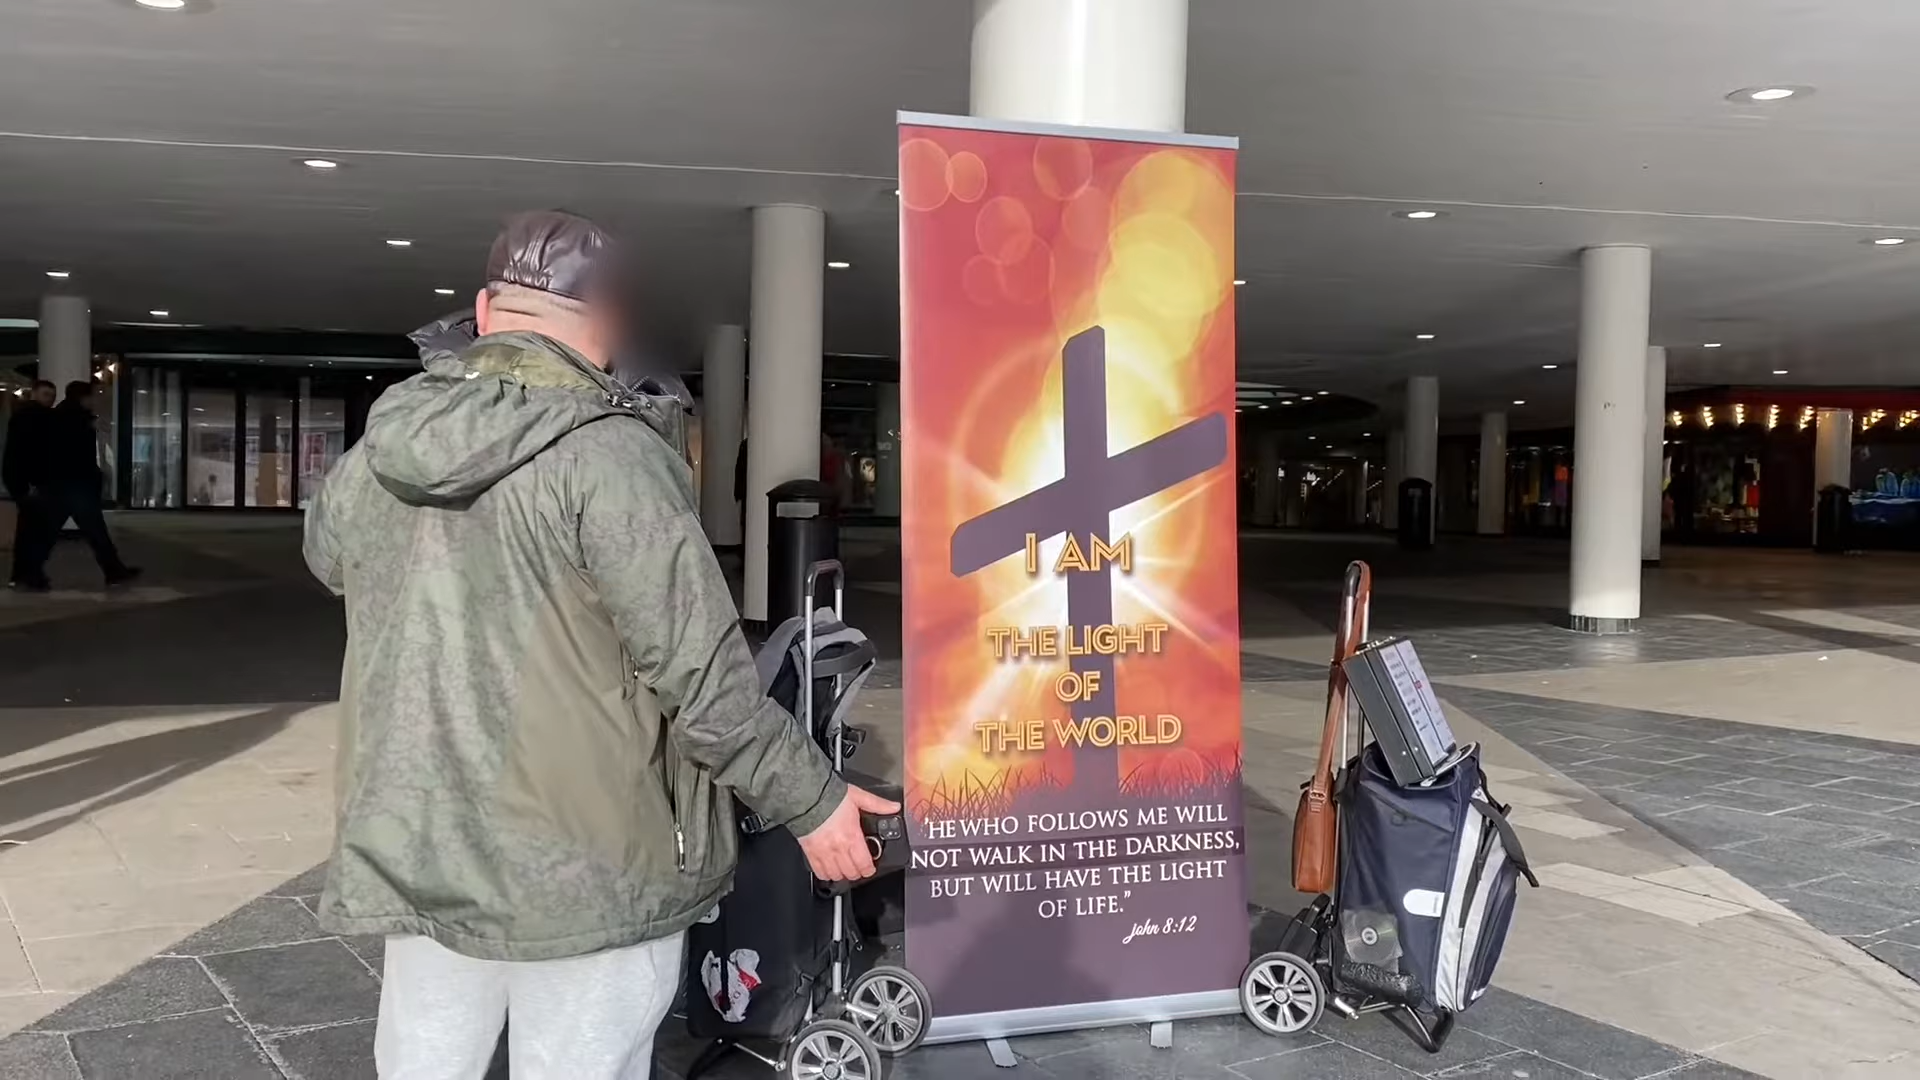 I AM
THE LIGHT
OF
THE WORLD
"HE WHO FOLLOWS ME WILL
NOT WALK IN THE DARKNESS,
BUT WILL HAVE THE LIGHT
OF LIFE."
john 8:12